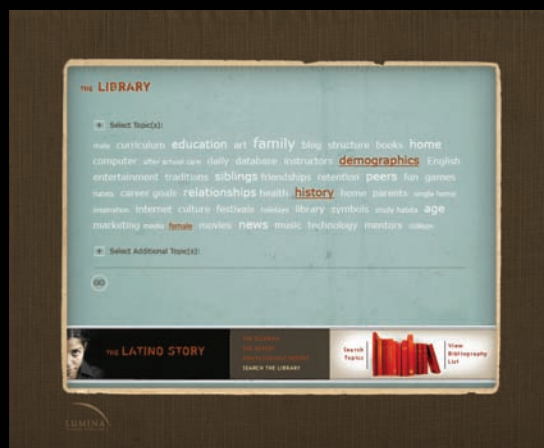 THE LIBRARY
Select Topic(s):
male curriculum education art family blog structure books home
computer after school care daily database instructors demographics English
entertainment traditions siblings friendships retention peers fun games
habits career goals relationships health history home parents single home
inspiration internet culture festivals holidays library symbols study habits age
marketing media female movies news music technology mentors
Select Additional Topic(s):
GO
THE LATINO STORY
SEARCH THE LIBRARY
Search
Topics
View
Bibliography
List
LUMINA